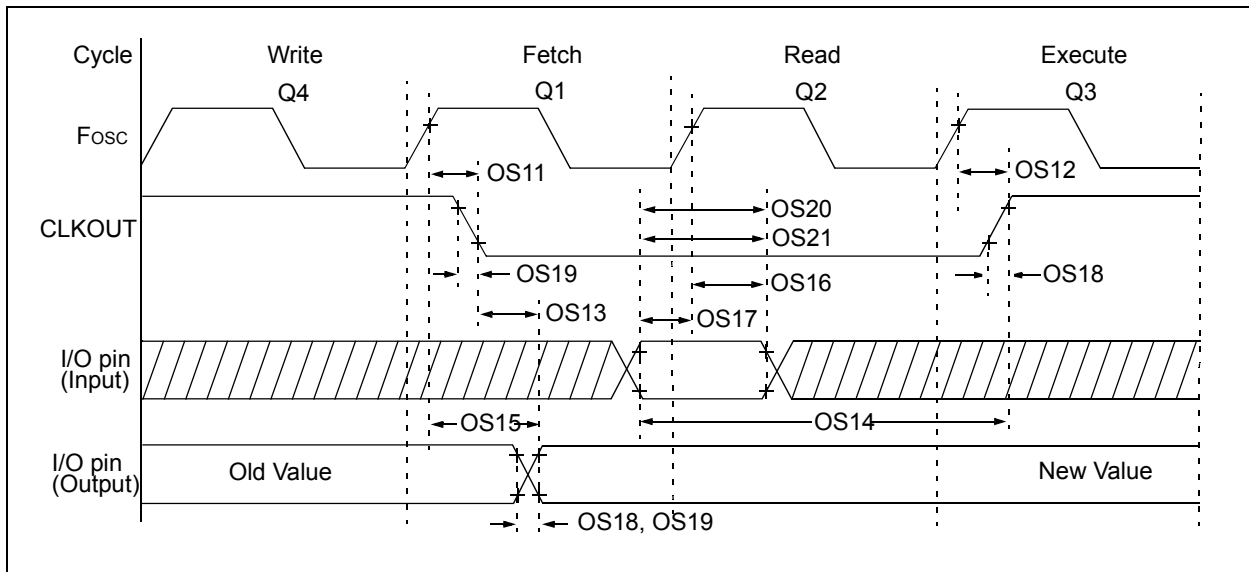 Cycle Write Fetch Read Execute
Q4 Q1 Q2 Q3
Fosc
OS11 OS12
OS20
CLKOUT
OS21
OS19 OS16 OS18
OS13 OS17
I/O pin
(Input)
OS15 OS14
I/O pin
(Output)
Old Value New Value
OS18, OS19